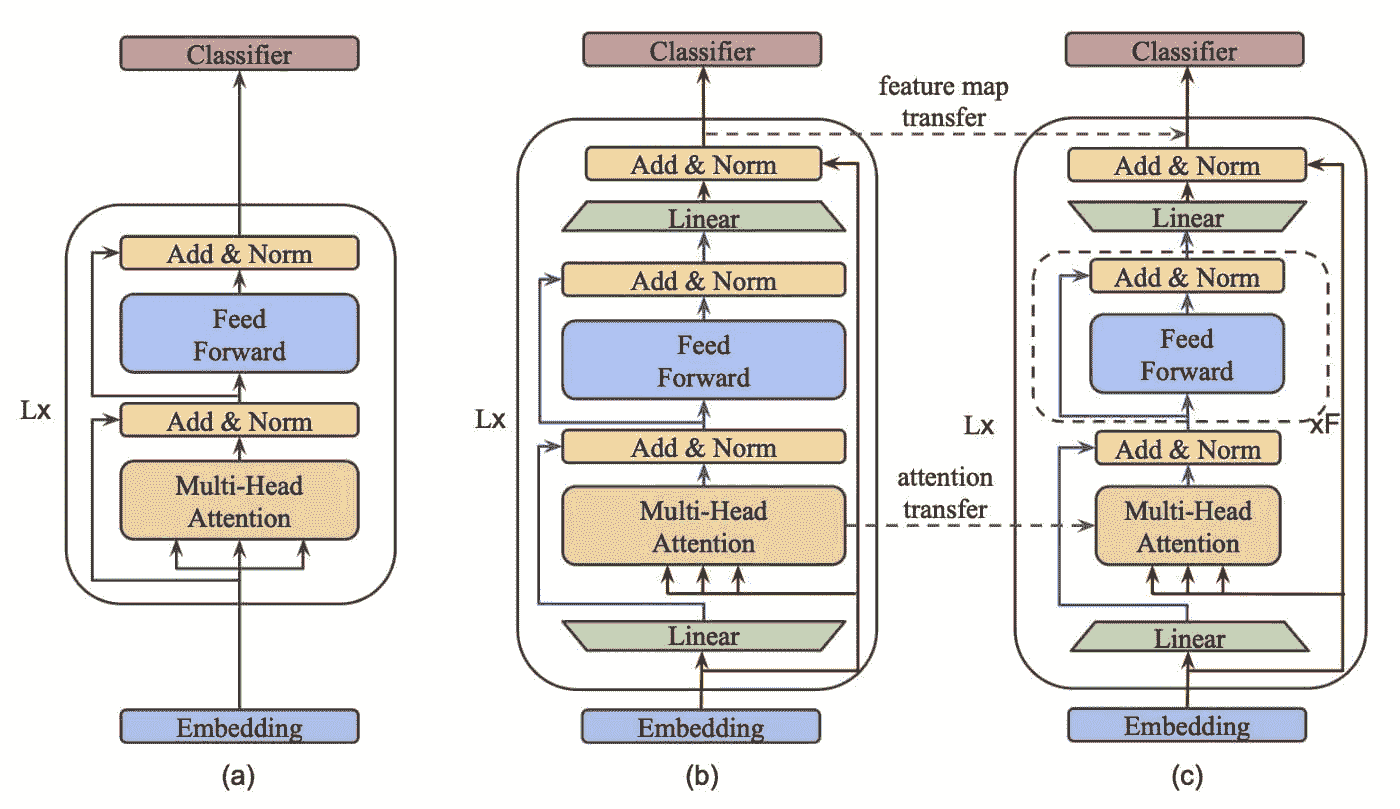 Classifier
Add & Norm
Feed
Forward
Add & Norm
Multi-Head
Attention
Lx
Embedding
(a)
Classifier
Add & Norm
Linear
Add & Norm
Feed
Forward
Add & Norm
Multi-Head
Attention
Linear
Lx
Embedding
(b)
feature map
transfer
attention
transfer
Classifier
Add & Norm
Linear
Add & Norm
Feed
Forward
xF
Add & Norm
Multi-Head
Attention
Linear
Lx
Embedding
(c)